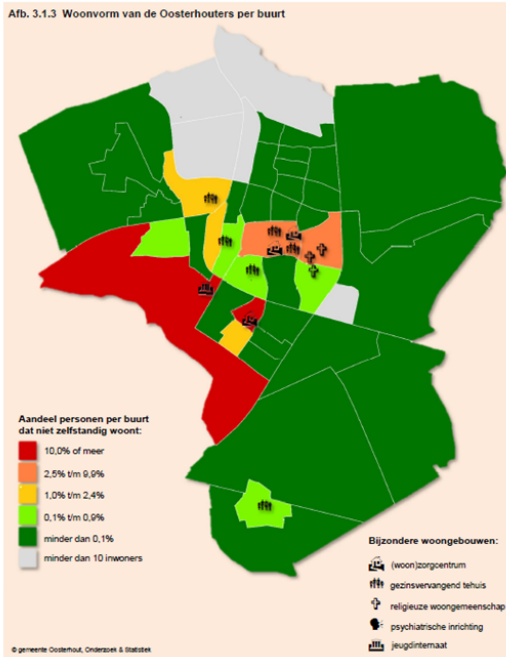 Afb. 3.1.3 Woonvorm van de Oosterhouters per buurt
Aandeel personen per buurt
dat niet zelfstandig woont:
10,0% of meer
2,5% t/m 9,9%
1,0% t/m 2,4%
0,1% t/m 0,9%
minder dan 0,1%
minder dan 10 inwoners
Bijzondere woongebouwen:
(woon)zorgcentrum
gezinsvervangend tehuis
religieuze woongemeenschap
psychiatrische inrichting
jeugdinternaat
© gemeente Oosterhout, Onderzoek & Statistiek